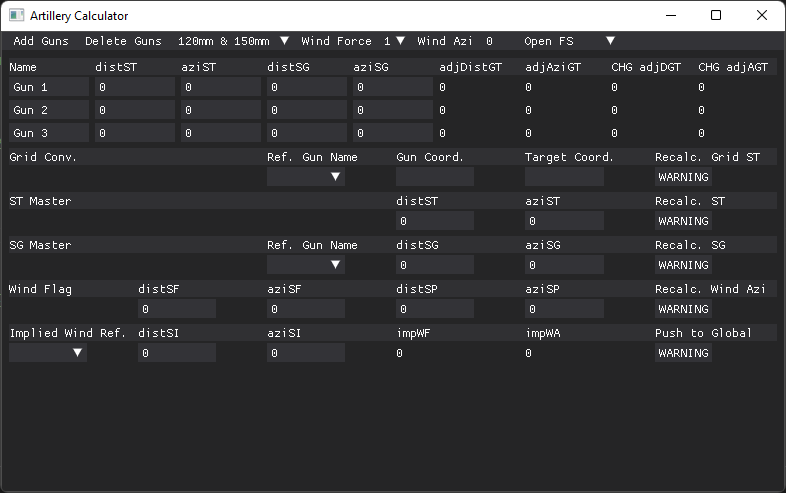 Artillery Calculator
Add Guns Delete Guns 120mm & 150mm Wind Force 1 Wind Azi 0 Open FS
Name distST aziST distSG aziSG adjDistGT adjAziGT CHG adjDGT CHG adjAGT
Gun 1 0 0 0 0 0 0 0 0
Gun 2 0 0 0 0 0 0 0 0
Gun 3 0 0 0 0 0 0 0 0
Grid Conv. Ref. Gun Name Gun Coord. Target Coord. Recalc. Grid ST
WARNING
ST Master distST aziST Recalc. ST
0 0 WARNING
SG Master Ref. Gun Name distSG aziSG Recalc. SG
0 0 WARNING
Wind Flag distSF aziSF distSP aziSP Recalc. Wind Azi
0 0 0 0 WARNING
Implied Wind Ref. distSI aziSI impWF impWA Push to Global
0 0 0 0 WARNING